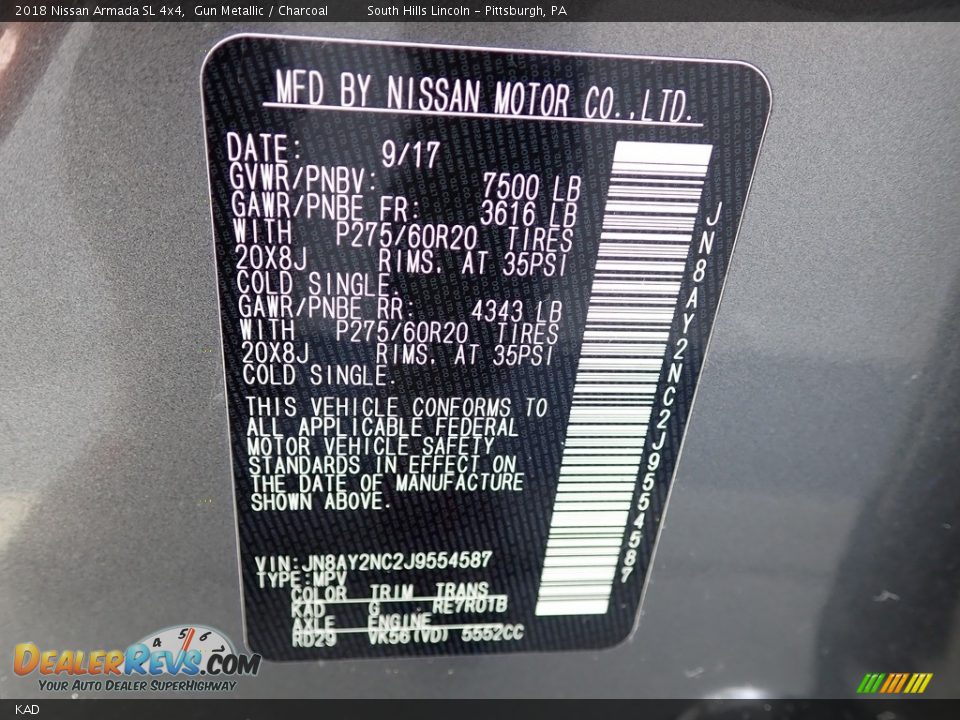 2018 Nissan Armada SL 4x4,  Gun Metallic / Charcoal  South Hills Lincoln - Pittsburgh, PA
MFD BY NISSAN MOTOR CO.,LTD.
DATE: 9/17
GVWR/PNBV: 7500 LB
GAWR/PNBE FR: 3616 LB
WITH P275/60R20 TIRES
20X8J RIMS. AT 35PSI
COLD SINGLE.
GAWR/PNBE RR: 4343 LB
WITH P275/60R20 TIRES
20X8J RIMS. AT 35PSI
COLD SINGLE.
THIS VEHICLE CONFORMS TO
ALL APPLICABLE FEDERAL
MOTOR VEHICLE SAFETY
STANDARDS IN EFFECT ON
THE DATE OF MANUFACTURE
SHOWN ABOVE.
VIN:JN8AY2NC2J9554587
TYPE:MPV
COLOR TRIM TRANS
KAD G RE7R01B
AXLE ENGINE
RD29 VK56(VD) 5552CC
JN8AY2NC2J9554587
4 5 6
DEALERREVS.COM
YOUR AUTO DEALER SUPERHIGHWAY
KAD